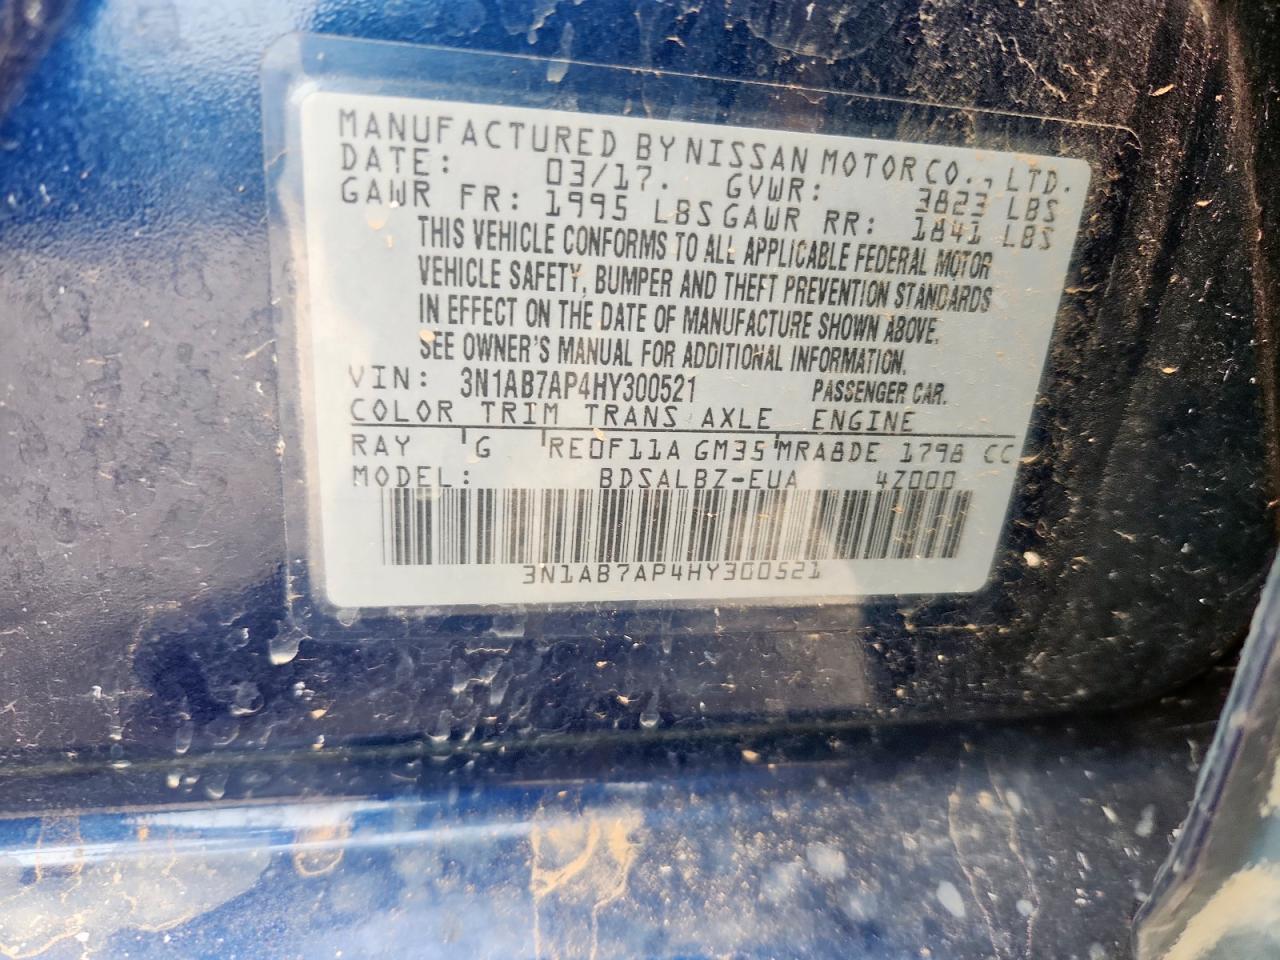 MANUFACTURED BY NISSAN MOTOR CO., LTD.
DATE: 03/17. GVWR: 3823 LBS
GAWR FR: 1995 LBS GAWR RR: 1841 LBS
THIS VEHICLE CONFORMS TO ALL APPLICABLE FEDERAL MOTOR
VEHICLE SAFETY, BUMPER AND THEFT PREVENTION STANDARDS
IN EFFECT ON THE DATE OF MANUFACTURE SHOWN ABOVE.
SEE OWNER'S MANUAL FOR ADDITIONAL INFORMATION.
VIN: 3N1AB7AP4HY300521 PASSENGER CAR.
COLOR TRIM TRANS AXLE ENGINE
RAY G RE0F11A GM35 MRA8DE 1798 CC
MODEL: BDSALBZ-EUA 4Z000
3N1AB7AP4HY300521